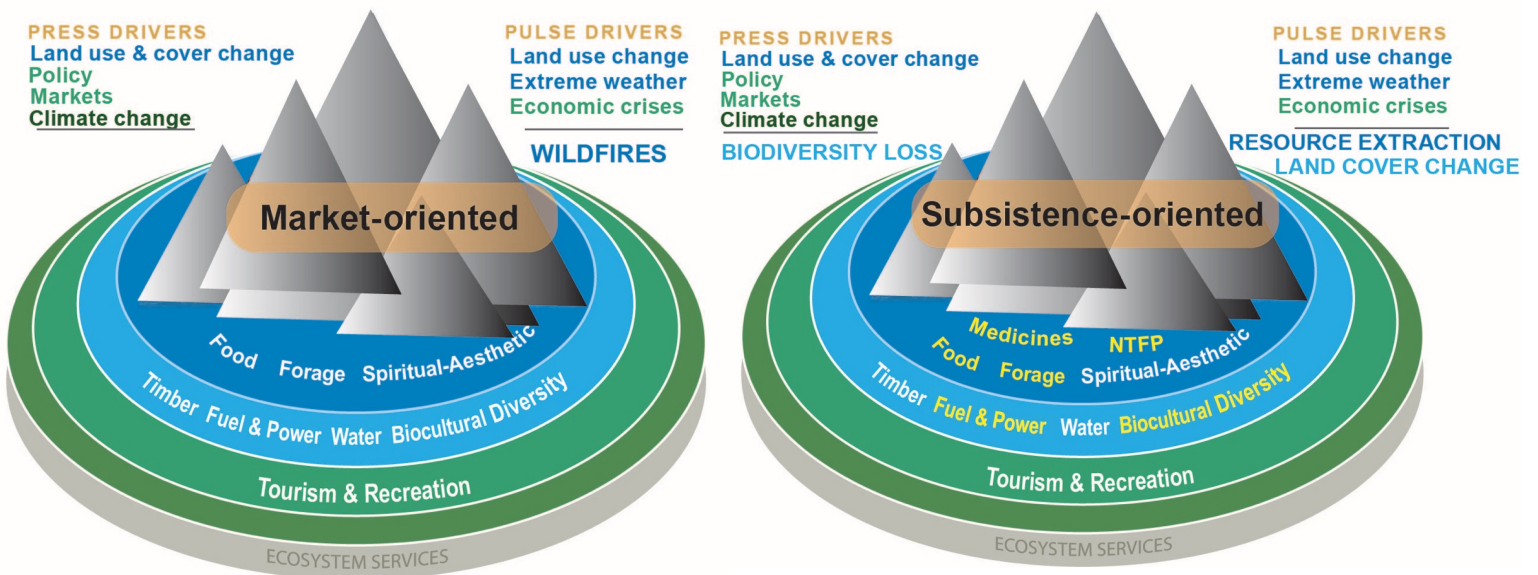 PRESS DRIVERS
Land use & cover change
Policy
Markets
Climate change
PULSE DRIVERS
Land use change
Extreme weather
Economic crises
WILDFIRES
Market-oriented
Food Forage Spiritual-Aesthetic
Timber Fuel & Power Water Biocultural Diversity
Tourism & Recreation
ECOSYSTEM SERVICES
PRESS DRIVERS
Land use & cover change
Policy
Markets
Climate change
BIODIVERSITY LOSS
PULSE DRIVERS
Land use change
Extreme weather
Economic crises
RESOURCE EXTRACTION
LAND COVER CHANGE
Subsistence-oriented
Medicines NTFP
Food Forage Spiritual-Aesthetic
Timber Fuel & Power Water Biocultural Diversity
Tourism & Recreation
ECOSYSTEM SERVICES